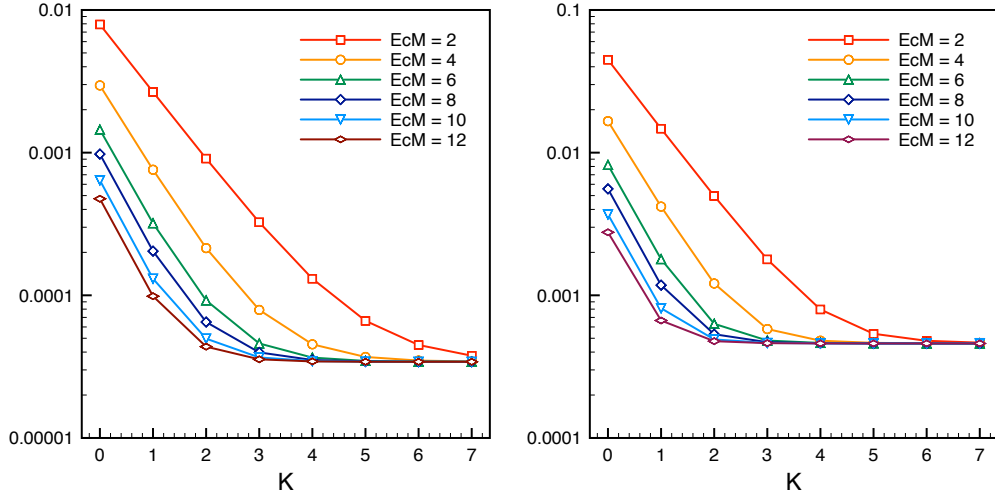 0.01
0.001
0.0001
0.00001
EcM = 2
EcM = 4
EcM = 6
EcM = 8
EcM = 10
EcM = 12
0 1 2 3 4 5 6 7
K
0.1
0.01
0.001
0.0001
EcM = 2
EcM = 4
EcM = 6
EcM = 8
EcM = 10
EcM = 12
0 1 2 3 4 5 6 7
K